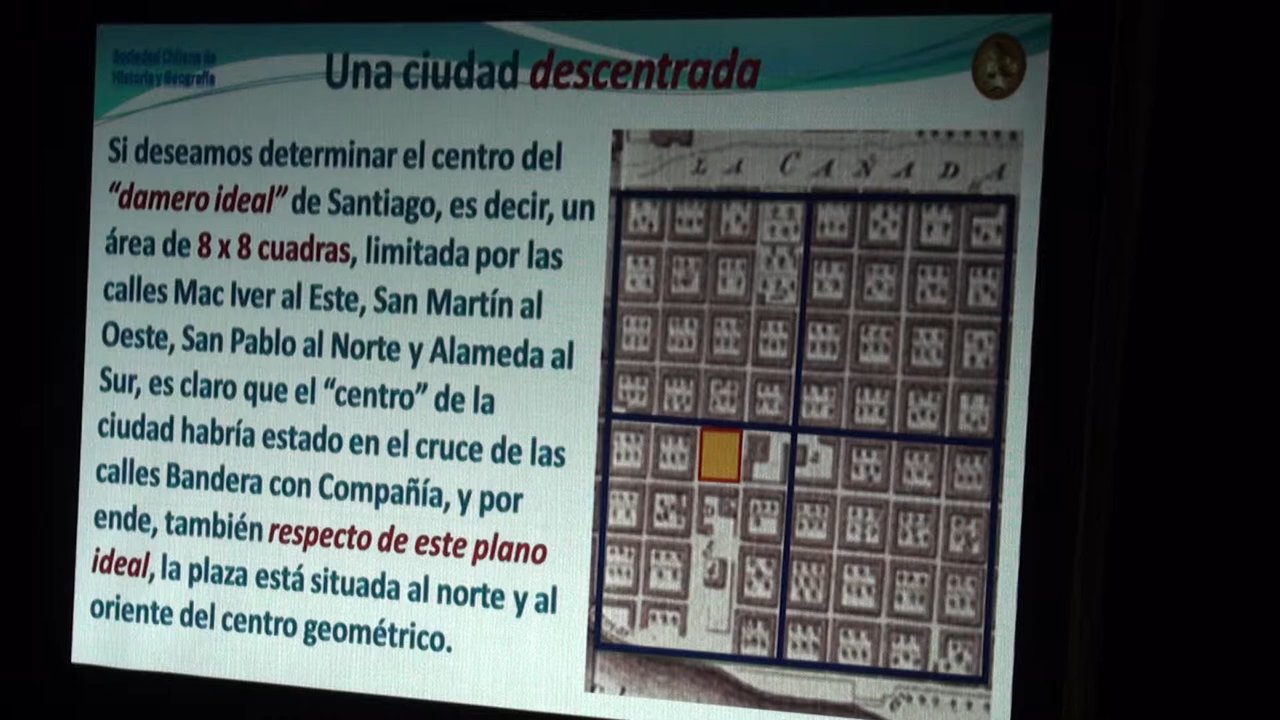 Sociedad Chilena de
Historia y Geografía
Una ciudad descentrada
Si deseamos determinar el centro del
“damero ideal” de Santiago, es decir, un
área de 8 x 8 cuadras, limitada por las
calles Mac Iver al Este, San Martín al
Oeste, San Pablo al Norte y Alameda al
Sur, es claro que el “centro” de la
ciudad habría estado en el cruce de las
calles Bandera con Compañía, y por
ende, también respecto de este plano
ideal, la plaza está situada al norte y al
oriente del centro geométrico.
LA CAÑADA